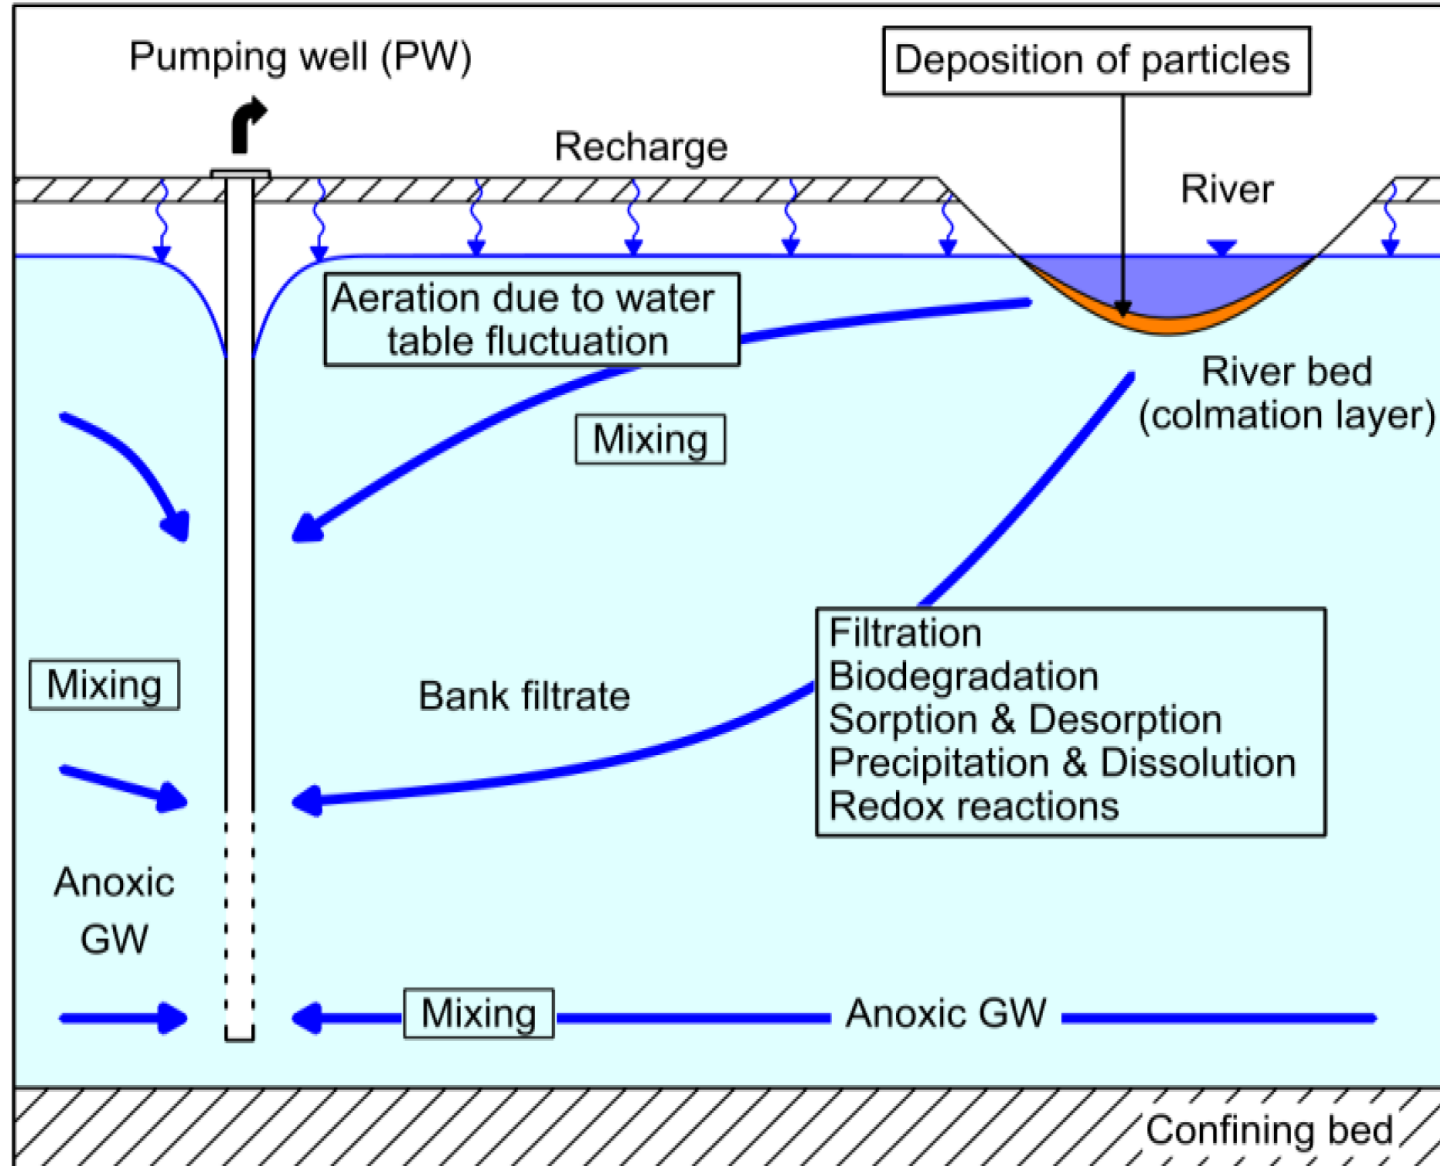 Pumping well (PW)
Deposition of particles
Recharge
River
Aeration due to water
table fluctuation
River bed
(colmation layer)
Mixing
Filtration
Biodegradation
Sorption & Desorption
Precipitation & Dissolution
Redox reactions
Mixing
Bank filtrate
Anoxic
GW
Mixing
Anoxic GW
Confining bed